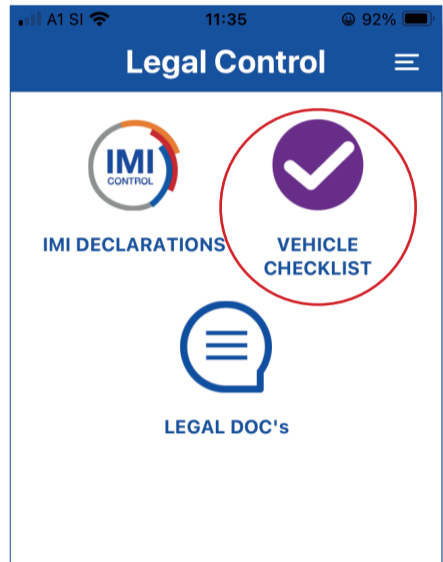 A1 SI 11:35 92%
Legal Control
IMI
CONTROL
IMI DECLARATIONS
VEHICLE
CHECKLIST
LEGAL DOC's